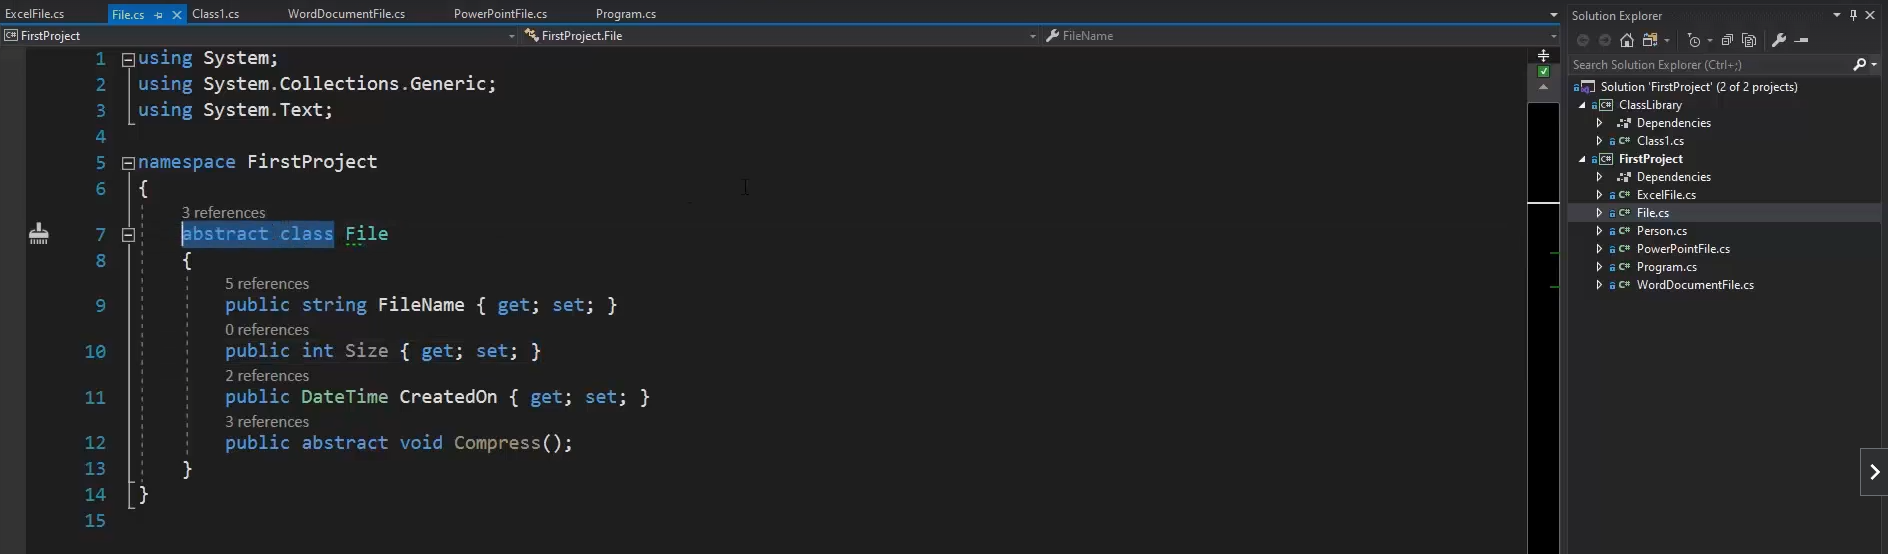 ExcelFile.cs File.cs Class1.cs WordDocumentFile.cs PowerPointFile.cs Program.cs
FirstProject FirstProject.File FileName
1 using System;
2 using System.Collections.Generic;
3 using System.Text;
4
5 namespace FirstProject
6 {
3 references
7 abstract class File
8 {
5 references
9 public string FileName { get; set; }
0 references
10 public int Size { get; set; }
2 references
11 public DateTime CreatedOn { get; set; }
3 references
12 public abstract void Compress();
13 }
14 }
15
Solution Explorer
Search Solution Explorer (Ctrl+;)
Solution 'FirstProject' (2 of 2 projects)
C# ClassLibrary
Dependencies
C# Class1.cs
C# FirstProject
Dependencies
C# ExcelFile.cs
C# File.cs
C# Person.cs
C# PowerPointFile.cs
C# Program.cs
C# WordDocumentFile.cs